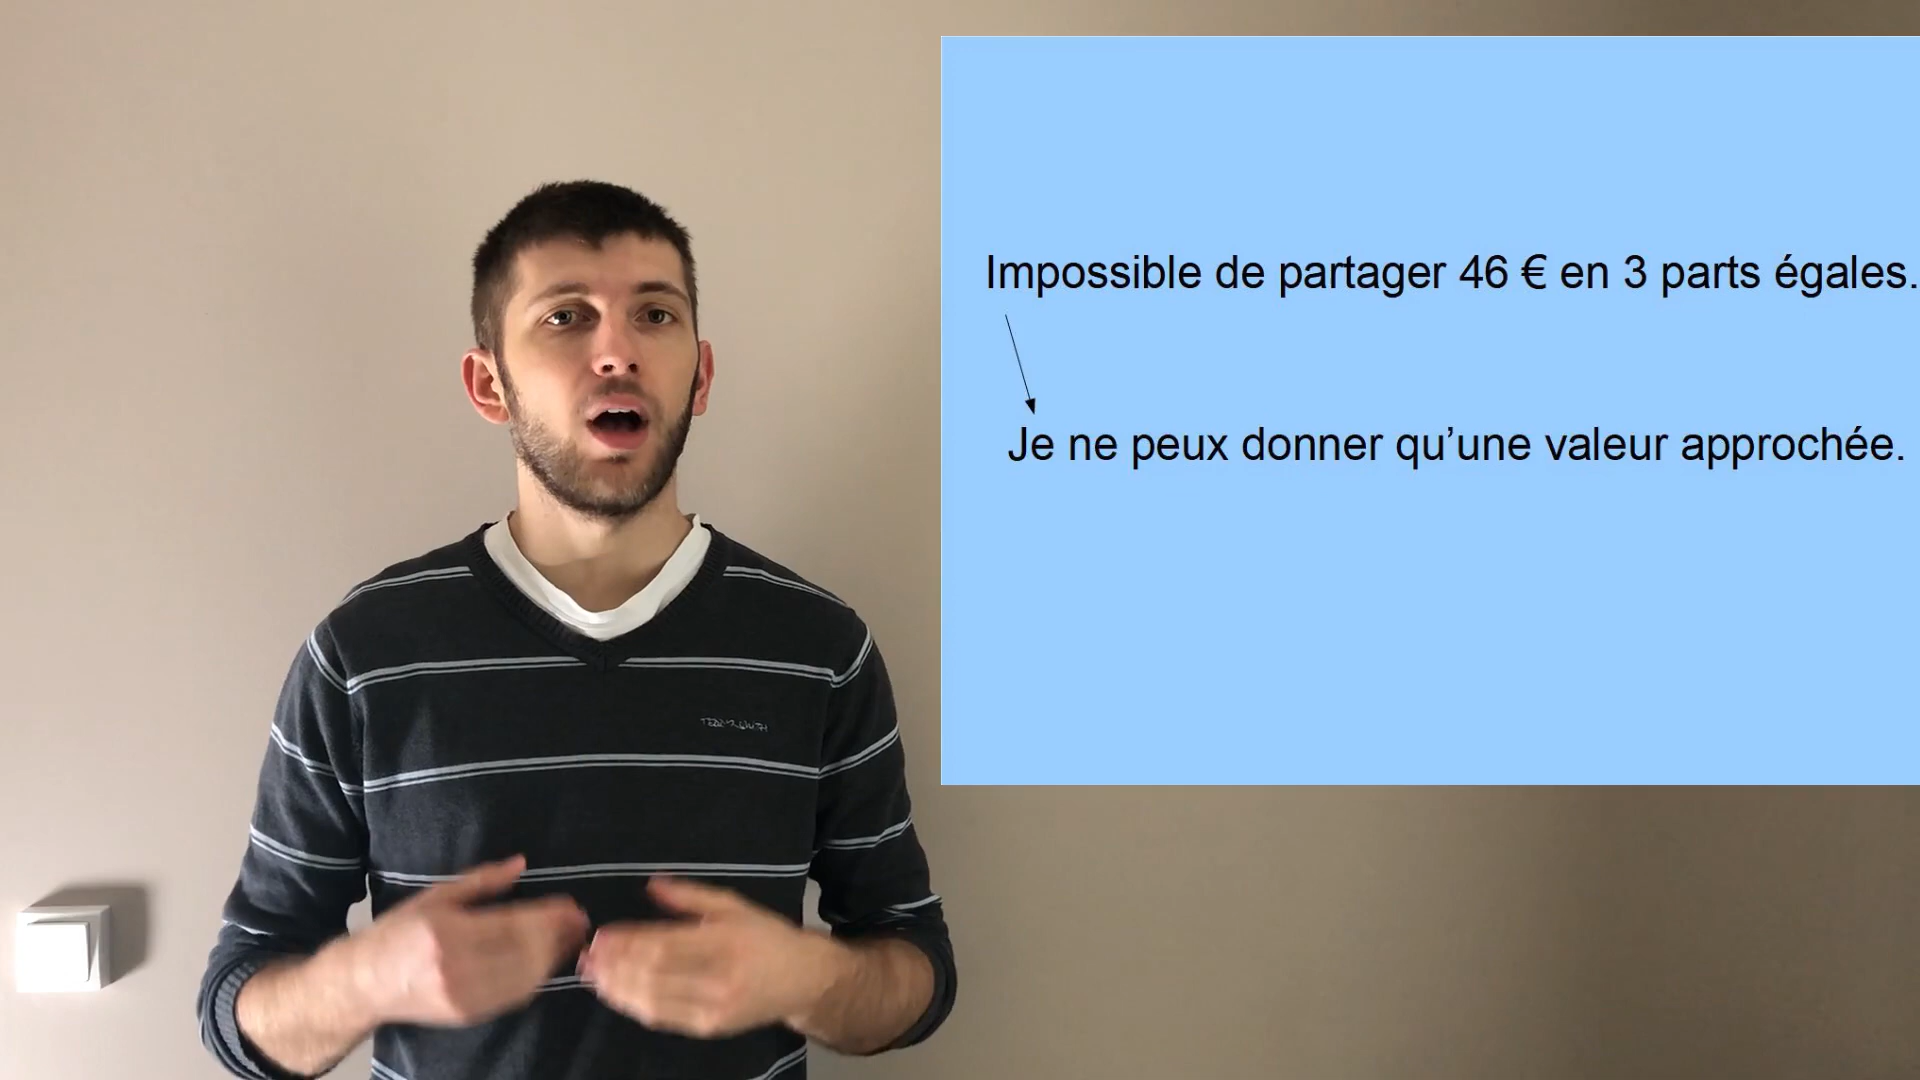 Impossible de partager 46 € en 3 parts égales.
Je ne peux donner qu’une valeur approchée.